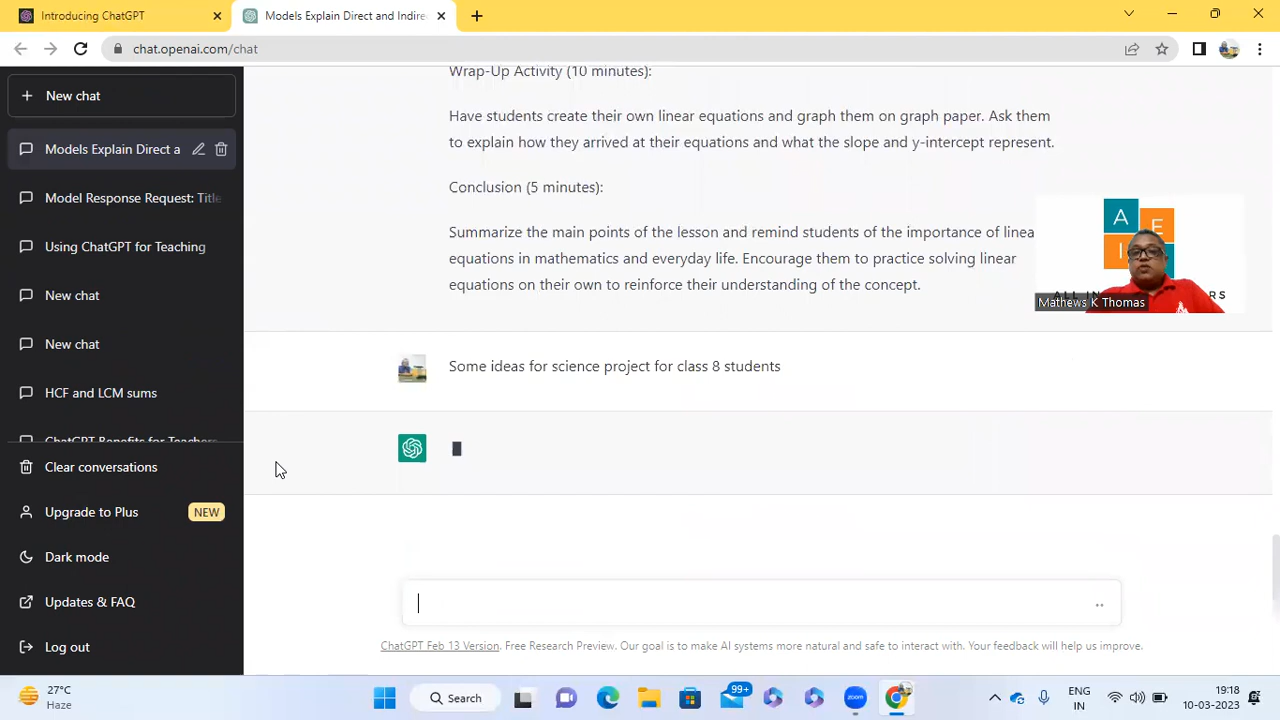 Introducing ChatGPT
Models Explain Direct and Indire
chat.openai.com/chat
New chat
Models Explain Direct a
Model Response Request: Title
Using ChatGPT for Teaching
New chat
New chat
HCF and LCM sums
ChatGPT Benefits for Teachers
Clear conversations
Upgrade to Plus NEW
Dark mode
Updates & FAQ
Log out
Wrap-Up Activity (10 minutes):
Have students create their own linear equations and graph them on graph paper. Ask them
to explain how they arrived at their equations and what the slope and y-intercept represent.
Conclusion (5 minutes):
Summarize the main points of the lesson and remind students of the importance of linea
equations in mathematics and everyday life. Encourage them to practice solving linear
equations on their own to reinforce their understanding of the concept.
A E
I
Mathews K Thomas
Some ideas for science project for class 8 students
ChatGPT Feb 13 Version. Free Research Preview. Our goal is to make AI systems more natural and safe to interact with. Your feedback will help us improve.
27°C
Haze
Search
99+
ENG
IN
19:18
10-03-2023